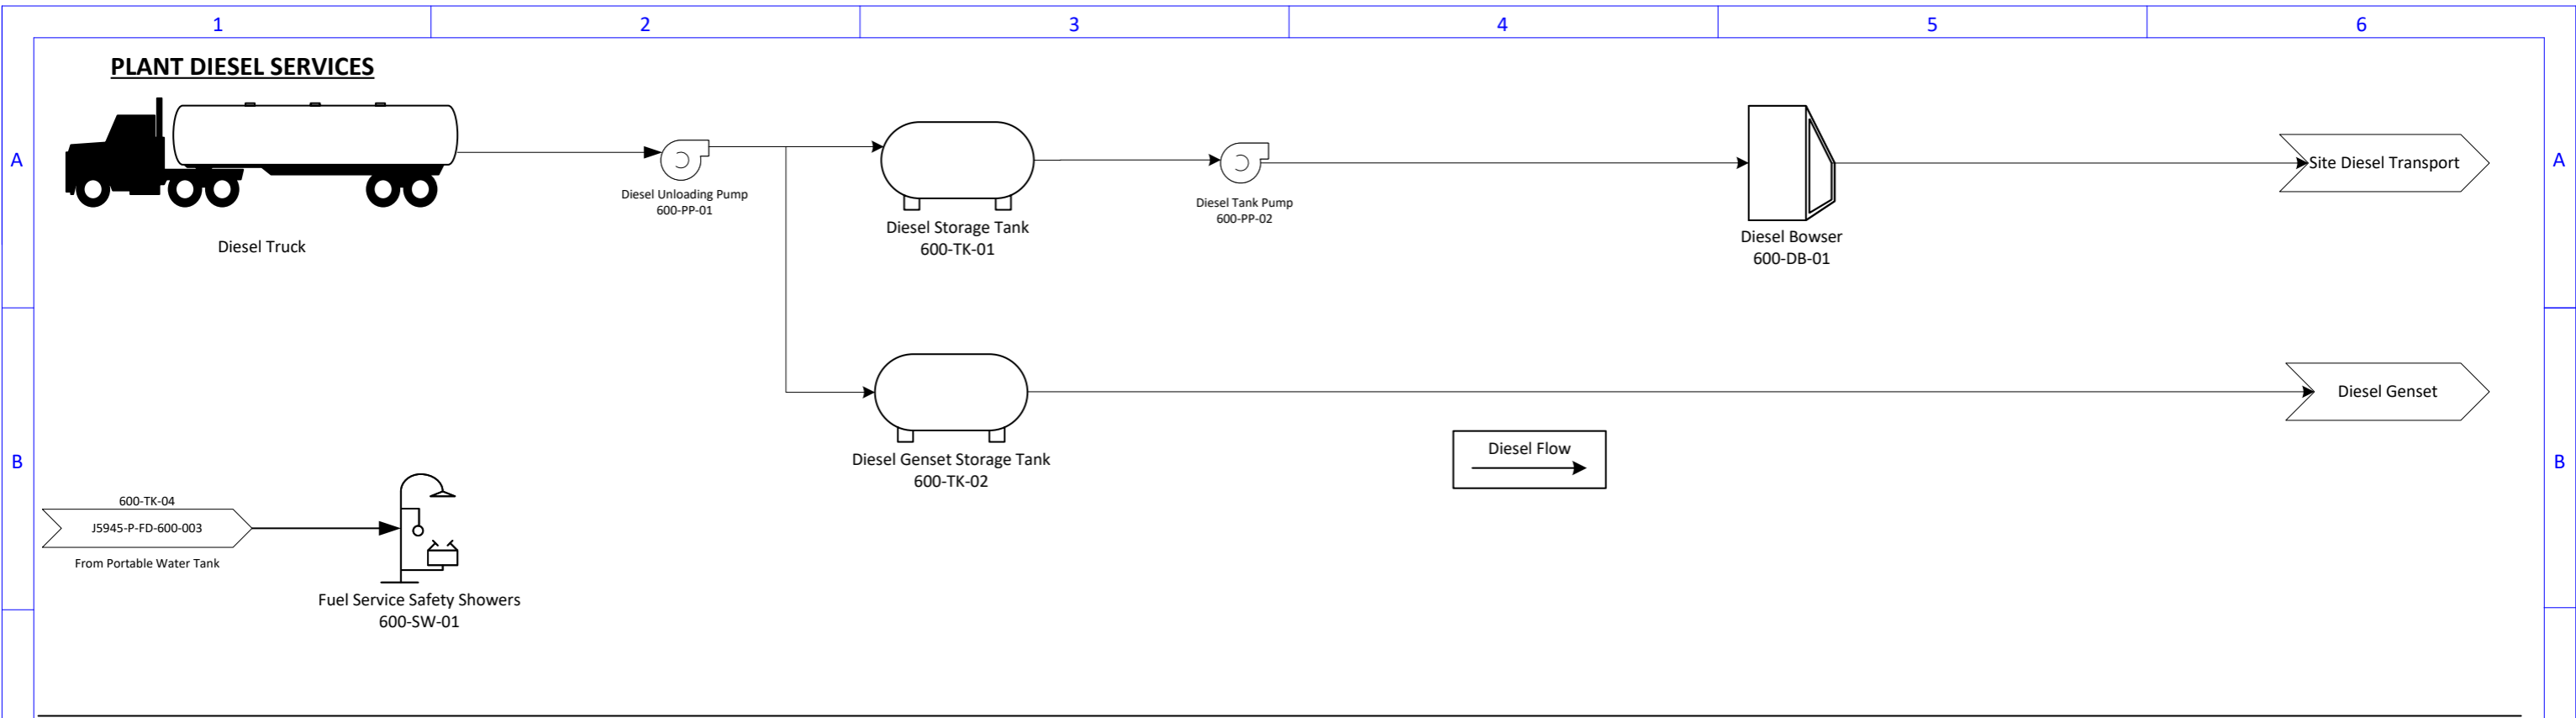 1
2
3
4
5
6
PLANT DIESEL SERVICES
A
A
Diesel Truck
Diesel Unloading Pump
600-PP-01
Diesel Storage Tank
600-TK-01
Diesel Tank Pump
600-PP-02
Diesel Bowser
600-DB-01
Site Diesel Transport
B
B
Diesel Genset Storage Tank
600-TK-02
Diesel Flow
Diesel Genset
600-TK-04
J5945-P-FD-600-003
From Portable Water Tank
Fuel Service Safety Showers
600-SW-01